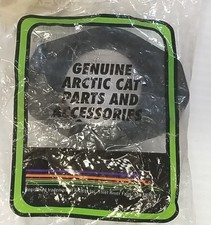 GENUINE
ARCTIC CAT
PARTS AND
ACCESSORIES